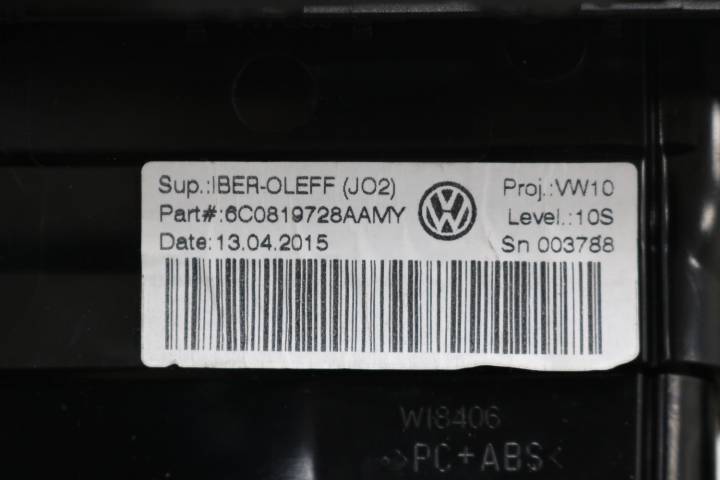 Sup.:IBER-OLEFF (JO2)
Part#:6C0819728AAMY
Date:13.04.2015
Proj.:VW10
Level.:10S
Sn 003788
WI8406
>PC+ABS<